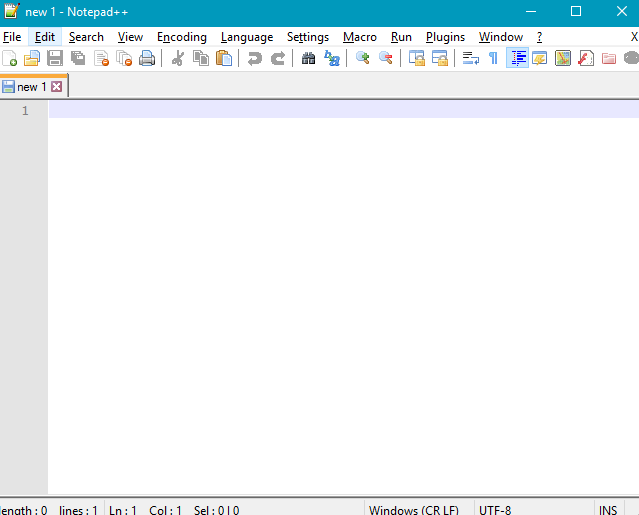 new 1 - Notepad++
File Edit Search View Encoding Language Settings Macro Run Plugins Window ? X
new 1
1
length : 0 lines : 1 Ln : 1 Col : 1 Sel : 0 | 0 Windows (CR LF) UTF-8 INS